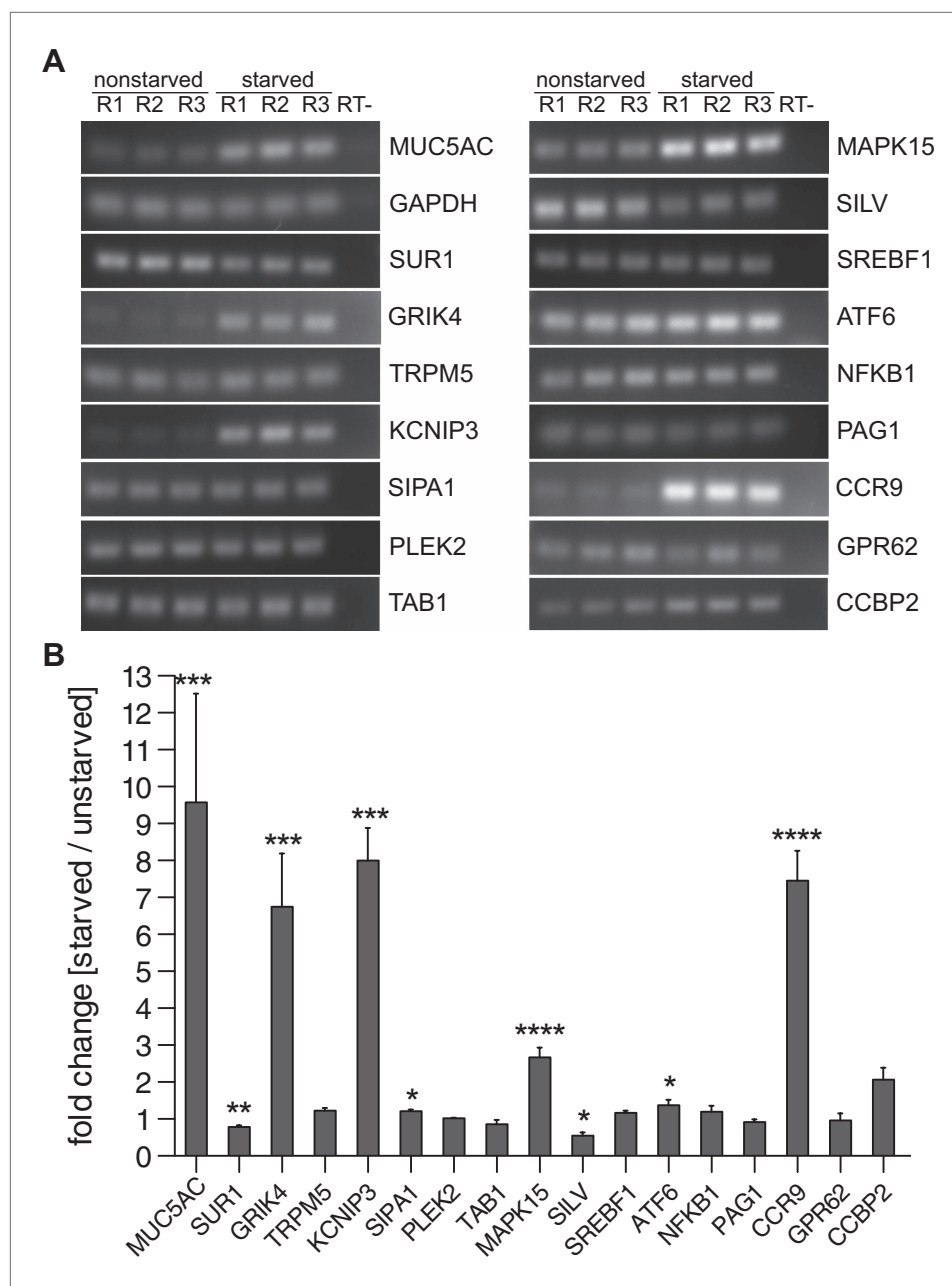 A
nonstarved starved
R1 R2 R3 R1 R2 R3 RT-
MUC5AC
GAPDH
SUR1
GRIK4
TRPM5
KCNIP3
SIPA1
PLEK2
TAB1
nonstarved starved
R1 R2 R3 R1 R2 R3 RT-
MAPK15
SILV
SREBF1
ATF6
NFKB1
PAG1
CCR9
GPR62
CCBP2
B
fold change [starved / unstarved]
13
12
11
10
9
8
7
6
5
4
3
2
1
0
*** ** *** *** * **** * * ****
MUC5AC SUR1 GRIK4 TRPM5 KCNIP3 SIPA1 PLEK2 TAB1 MAPK15 SILV SREBF1 ATF6 NFKB1 PAG1 CCR9 GPR62 CCBP2